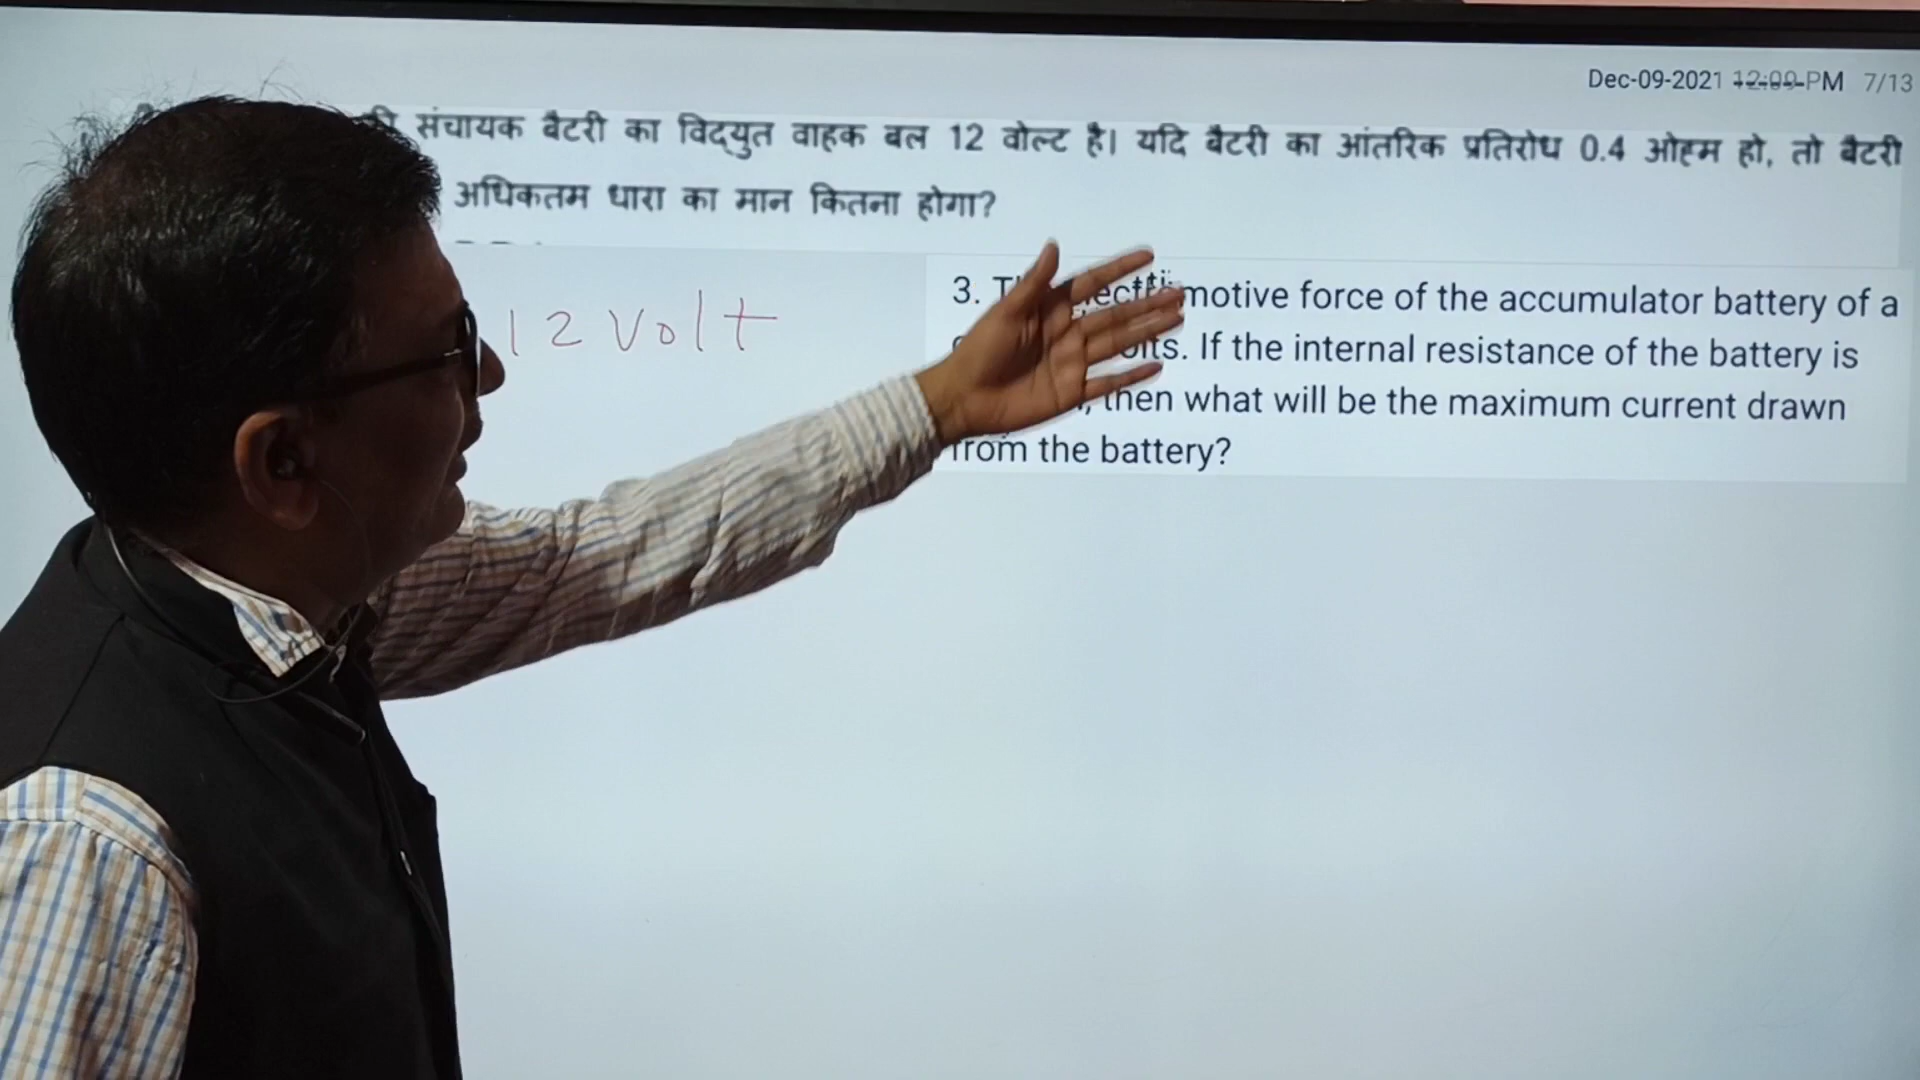 Dec-09-2021 12:09 PM 7/13
संचायक बैटरी का विद्युत वाहक बल 12 वोल्ट है। यदि बैटरी का आंतरिक प्रतिरोध 0.4 ओहम हो, तो बैटरी
अधिकतम धारा का मान कितना होगा?
12 Volt
3. motive force of the accumulator battery of a
If the internal resistance of the battery is
then what will be the maximum current drawn
from the battery?